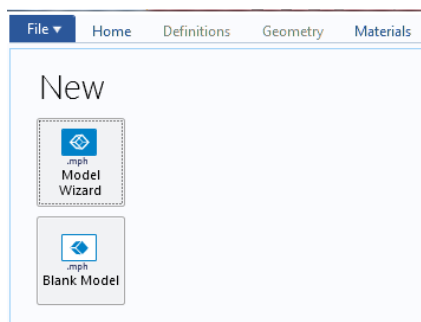 File Home Definitions Geometry Materials
New
.mph
Model
Wizard
.mph
Blank Model